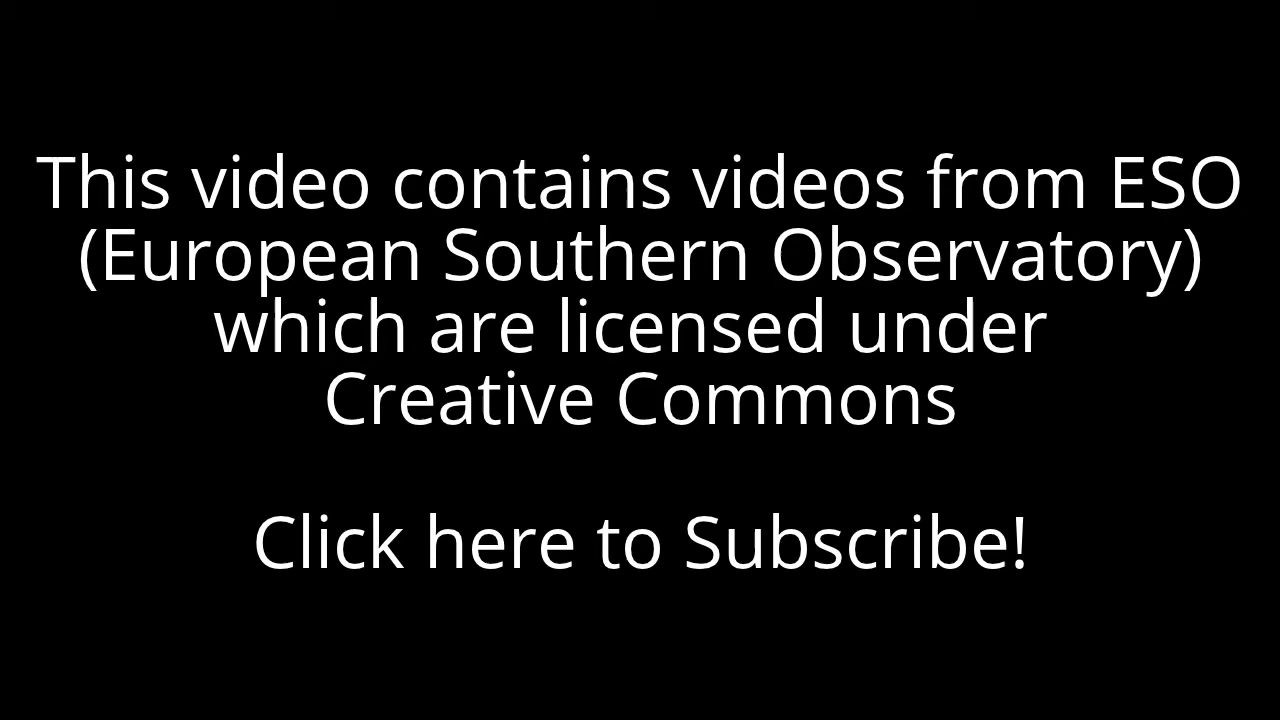 This video contains videos from ESO
(European Southern Observatory)
which are licensed under
Creative Commons
Click here to Subscribe!